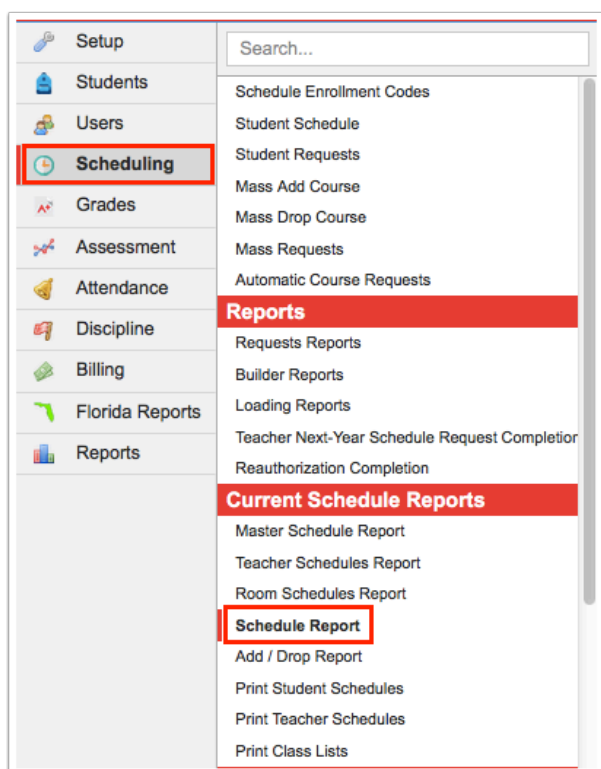 Setup
Students
Users
Scheduling
Grades
Assessment
Attendance
Discipline
Billing
Florida Reports
Reports
Search...
Schedule Enrollment Codes
Student Schedule
Student Requests
Mass Add Course
Mass Drop Course
Mass Requests
Automatic Course Requests
Reports
Requests Reports
Builder Reports
Loading Reports
Teacher Next-Year Schedule Request Completion
Reauthorization Completion
Current Schedule Reports
Master Schedule Report
Teacher Schedules Report
Room Schedules Report
Schedule Report
Add / Drop Report
Print Student Schedules
Print Teacher Schedules
Print Class Lists